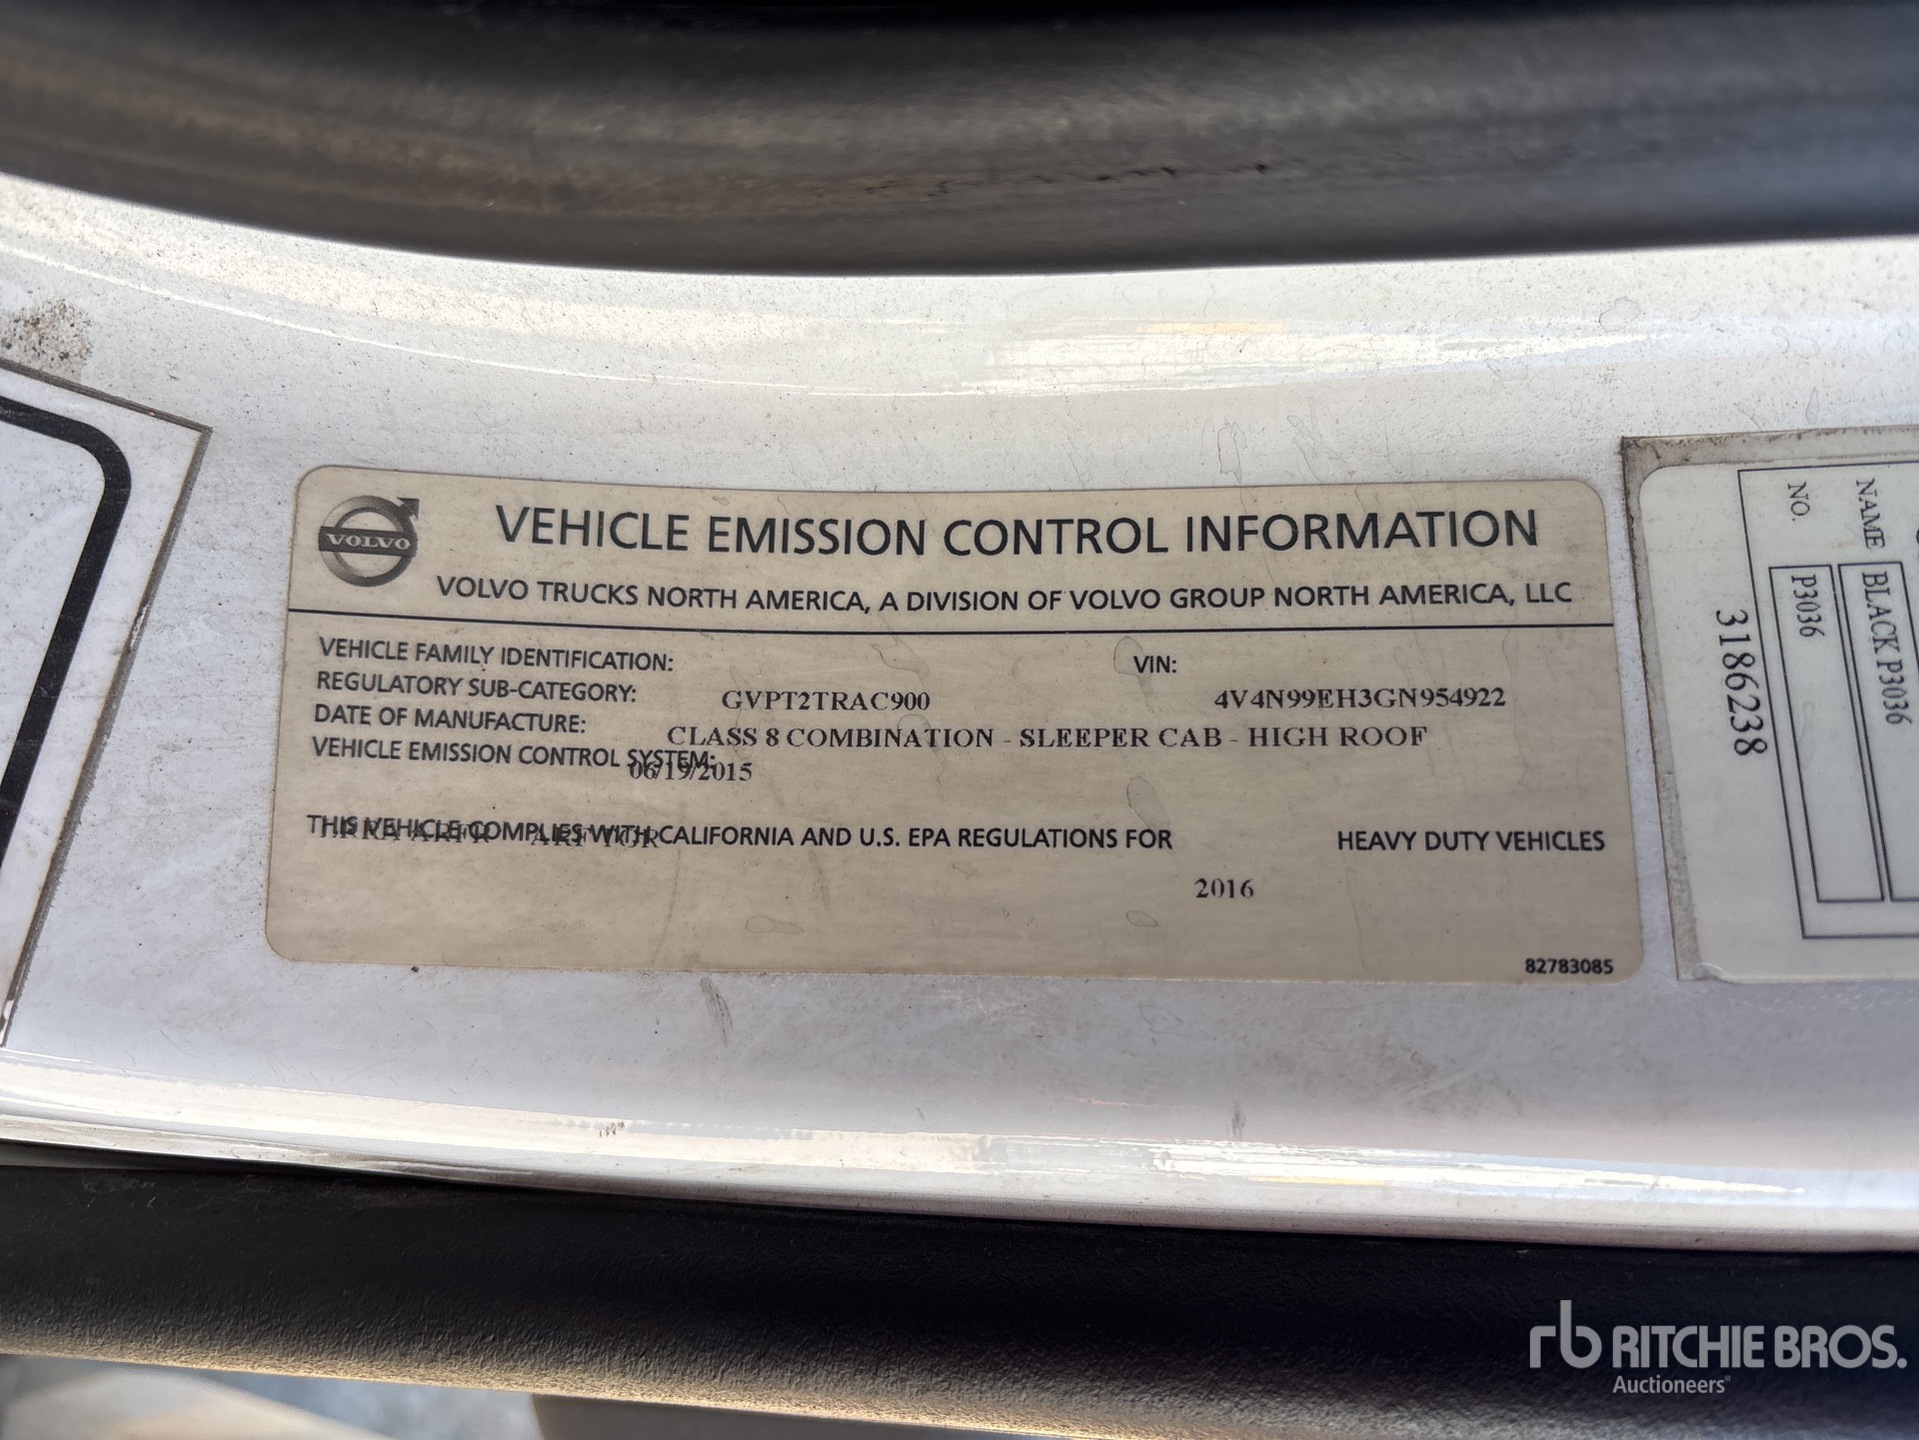 VOLVO
VEHICLE EMISSION CONTROL INFORMATION
VOLVO TRUCKS NORTH AMERICA, A DIVISION OF VOLVO GROUP NORTH AMERICA, LLC
VEHICLE FAMILY IDENTIFICATION: VIN:
REGULATORY SUB-CATEGORY: GVPT2TRAC900 4V4N99EH3GN954922
DATE OF MANUFACTURE: CLASS 8 COMBINATION - SLEEPER CAB - HIGH ROOF
VEHICLE EMISSION CONTROL SYSTEM:
06/19/2015
THIS VEHICLE COMPLIES WITH CALIFORNIA AND U.S. EPA REGULATIONS FOR HEAVY DUTY VEHICLES
2016
82783085
NAME BLACK P3036
NO. P3036
3186238
rb RITCHIE BROS.
Auctioneers®